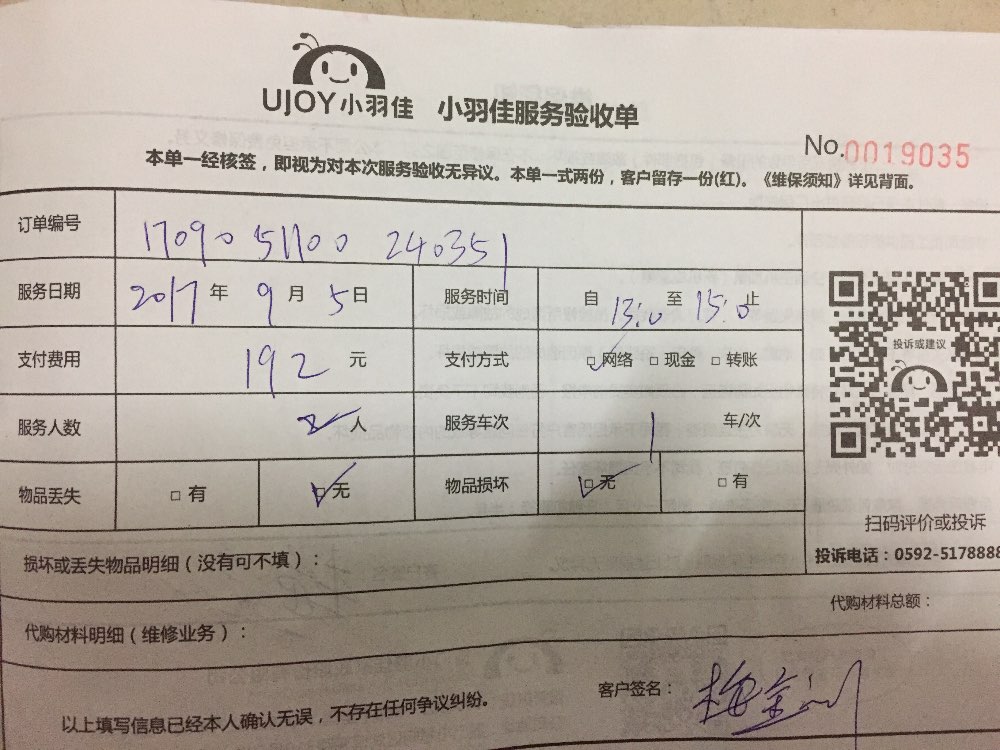 UJOY小羽佳 小羽佳服务验收单
No.0019035
本单一经核签，即视为对本次服务验收无异议。本单一式两份，客户留存一份(红)。《维保须知》详见背面。
订单编号 17090 51100 240351
服务日期 2017 年 9 月 5 日 服务时间 自 13:0 至 15:0 止
投诉或建议
支付费用 192 元 支付方式 □网络 □现金 □转账
服务人数 2 人 服务车次 1 车/次
物品丢失 □有 □无 物品损坏 □无 □有
扫码评价或投诉
投诉电话：0592-5178888
损坏或丢失物品明细（没有可不填）：
代购材料总额：
代购材料明细（维修业务）：
客户签名：
以上填写信息已经本人确认无误，不存在任何争议纠纷。